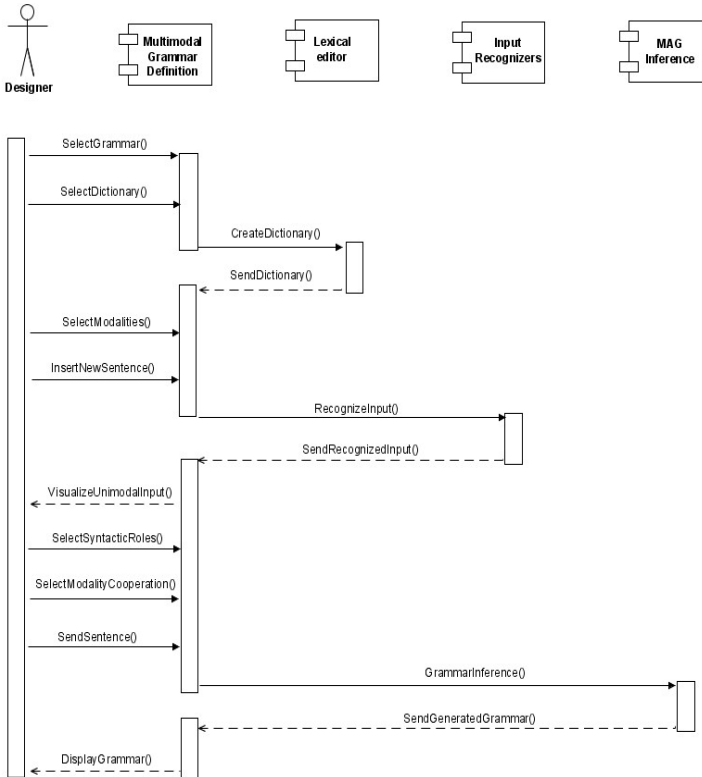 Designer
Multimodal
Grammar
Definition
Lexical
editor
Input
Recognizers
MAG
Inference
SelectGrammar()
SelectDictionary()
CreateDictionary()
SendDictionary()
SelectModalities()
InsertNewSentence()
RecognizeInput()
SendRecognizedInput()
VisualizeUnimodalInput()
SelectSyntacticRoles()
SelectModalityCooperation()
SendSentence()
GrammarInference()
SendGeneratedGrammar()
DisplayGrammar()